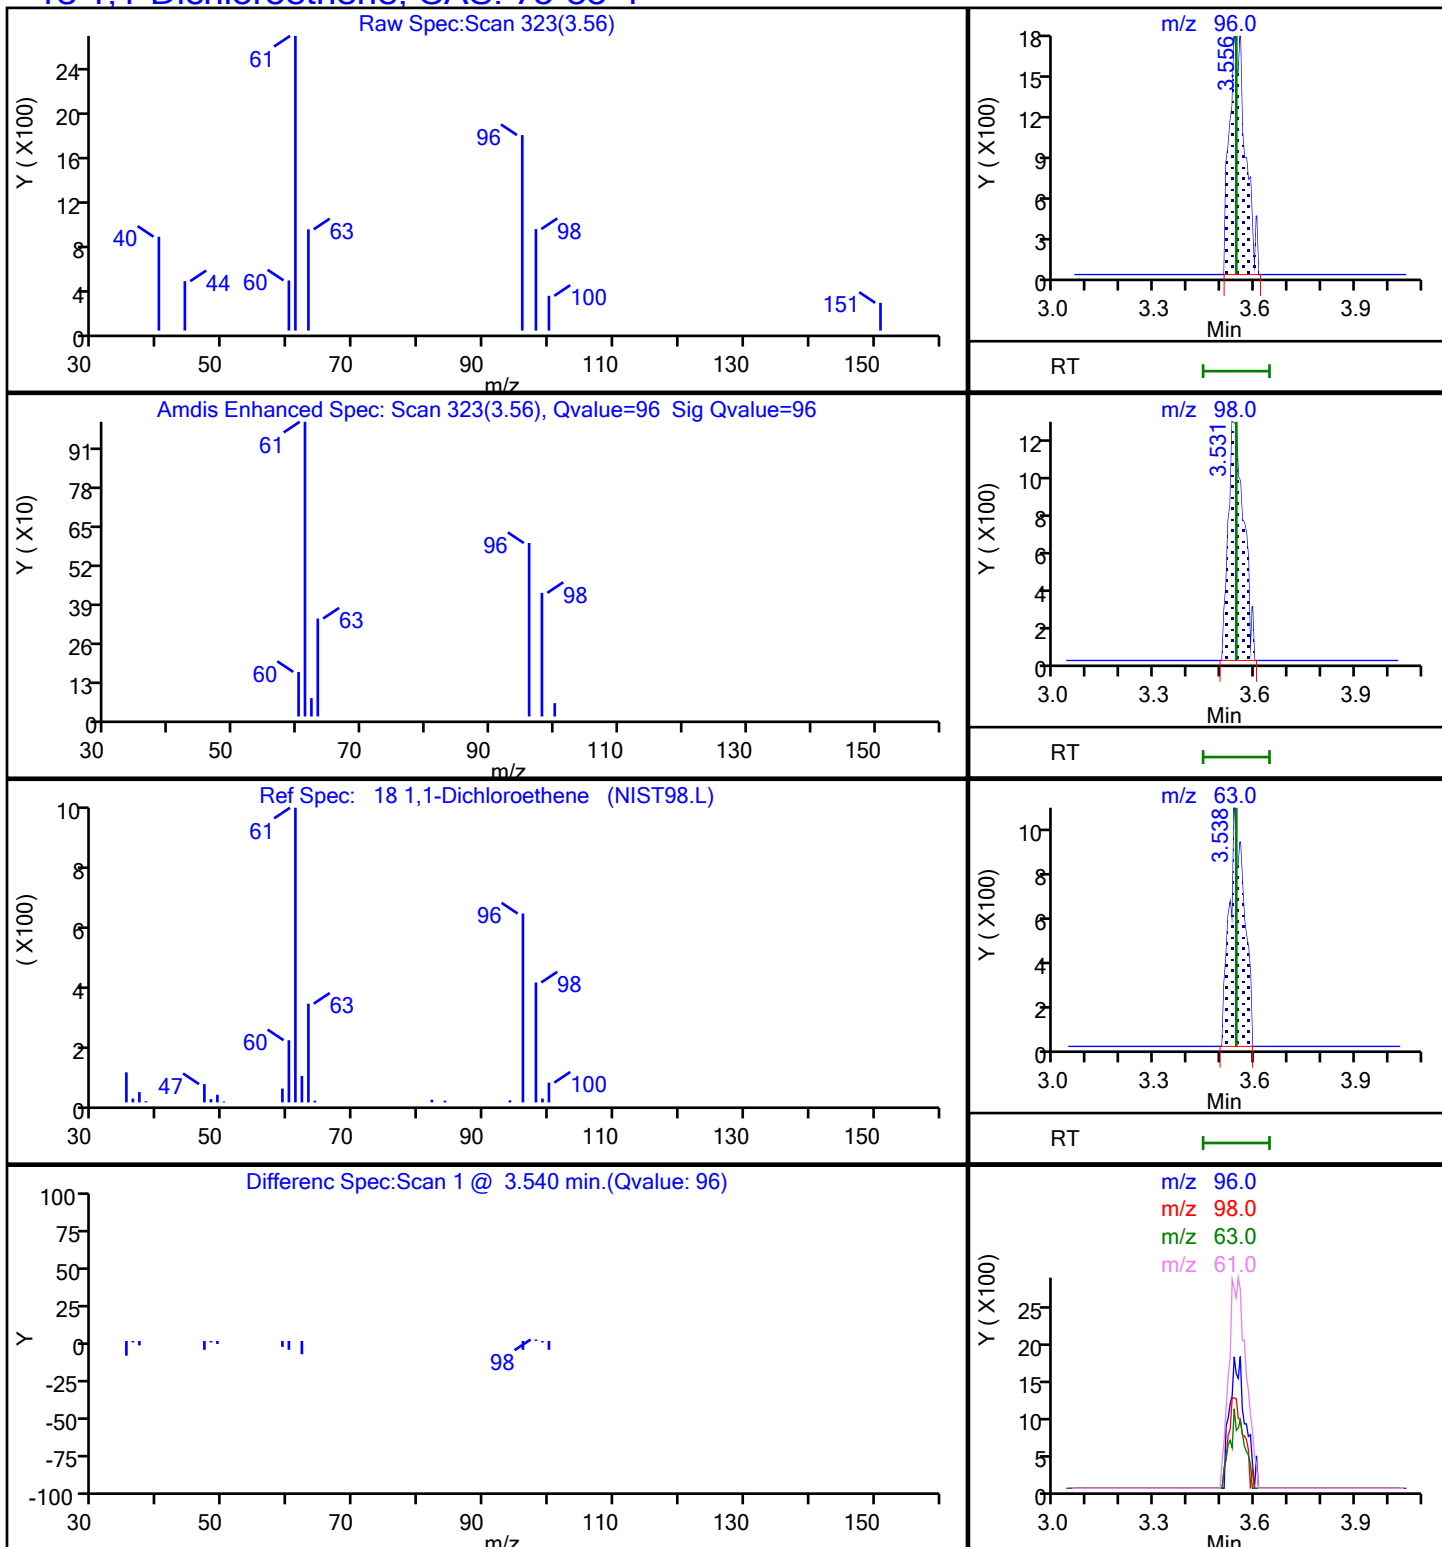 18 1,1-Dichloroethene, CAS: 75-35-4
Raw Spec:Scan 323(3.56)
Y ( X100)
24
20
16
12
8
4
0
61
96
40
63
98
44
60
100
151
30 50 70 90 110 130 150
m/z
m/z 96.0
Y ( X100)
18
15
12
9
6
3
0
3.556
3.0 3.3 3.6 3.9
Min
RT
Amdis Enhanced Spec: Scan 323(3.56), Qvalue=96 Sig Qvalue=96
Y ( X10)
91
78
65
52
39
26
13
0
61
96
98
63
60
30 50 70 90 110 130 150
m/z
m/z 98.0
Y ( X100)
12
10
8
6
4
2
0
3.531
3.0 3.3 3.6 3.9
Min
RT
Ref Spec: 18 1,1-Dichloroethene (NIST98.L)
( X100)
10
8
6
4
2
0
61
96
98
63
60
47
100
30 50 70 90 110 130 150
m/z
m/z 63.0
Y ( X100)
10
8
6
4
2
0
3.538
3.0 3.3 3.6 3.9
Min
RT
Differenc Spec:Scan 1 @ 3.540 min.(Qvalue: 96)
Y
100
75
50
25
0
-25
-50
-75
-100
98
30 50 70 90 110 130 150
m/z
m/z 96.0
m/z 98.0
m/z 63.0
m/z 61.0
Y ( X100)
25
20
15
10
5
0
3.0 3.3 3.6 3.9
Min